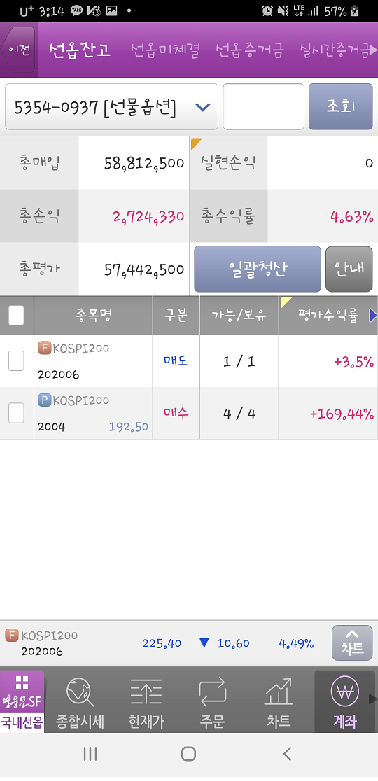 U+ 3:14 LTE 57%
이전 선옵잔고 선옵미체결 선옵증거금 실시간증거금
5354-0937 [선물옵션] 조회
총매입 58,812,500 실현손익 0
총손익 2,724,330 총수익률 4.63%
총평가 57,442,500 일괄청산 안내
종목명 구분 가능/보유 평가수익률
F KOSPI200
202006 매도 1 / 1 +3.5%
P KOSPI200
2004 192.50 매수 4 / 4 +169.44%
F KOSPI200
202006 225.40 ▼ 10.60 4.49% 차트
국내선옵 종합시세 현재가 주문 차트 계좌